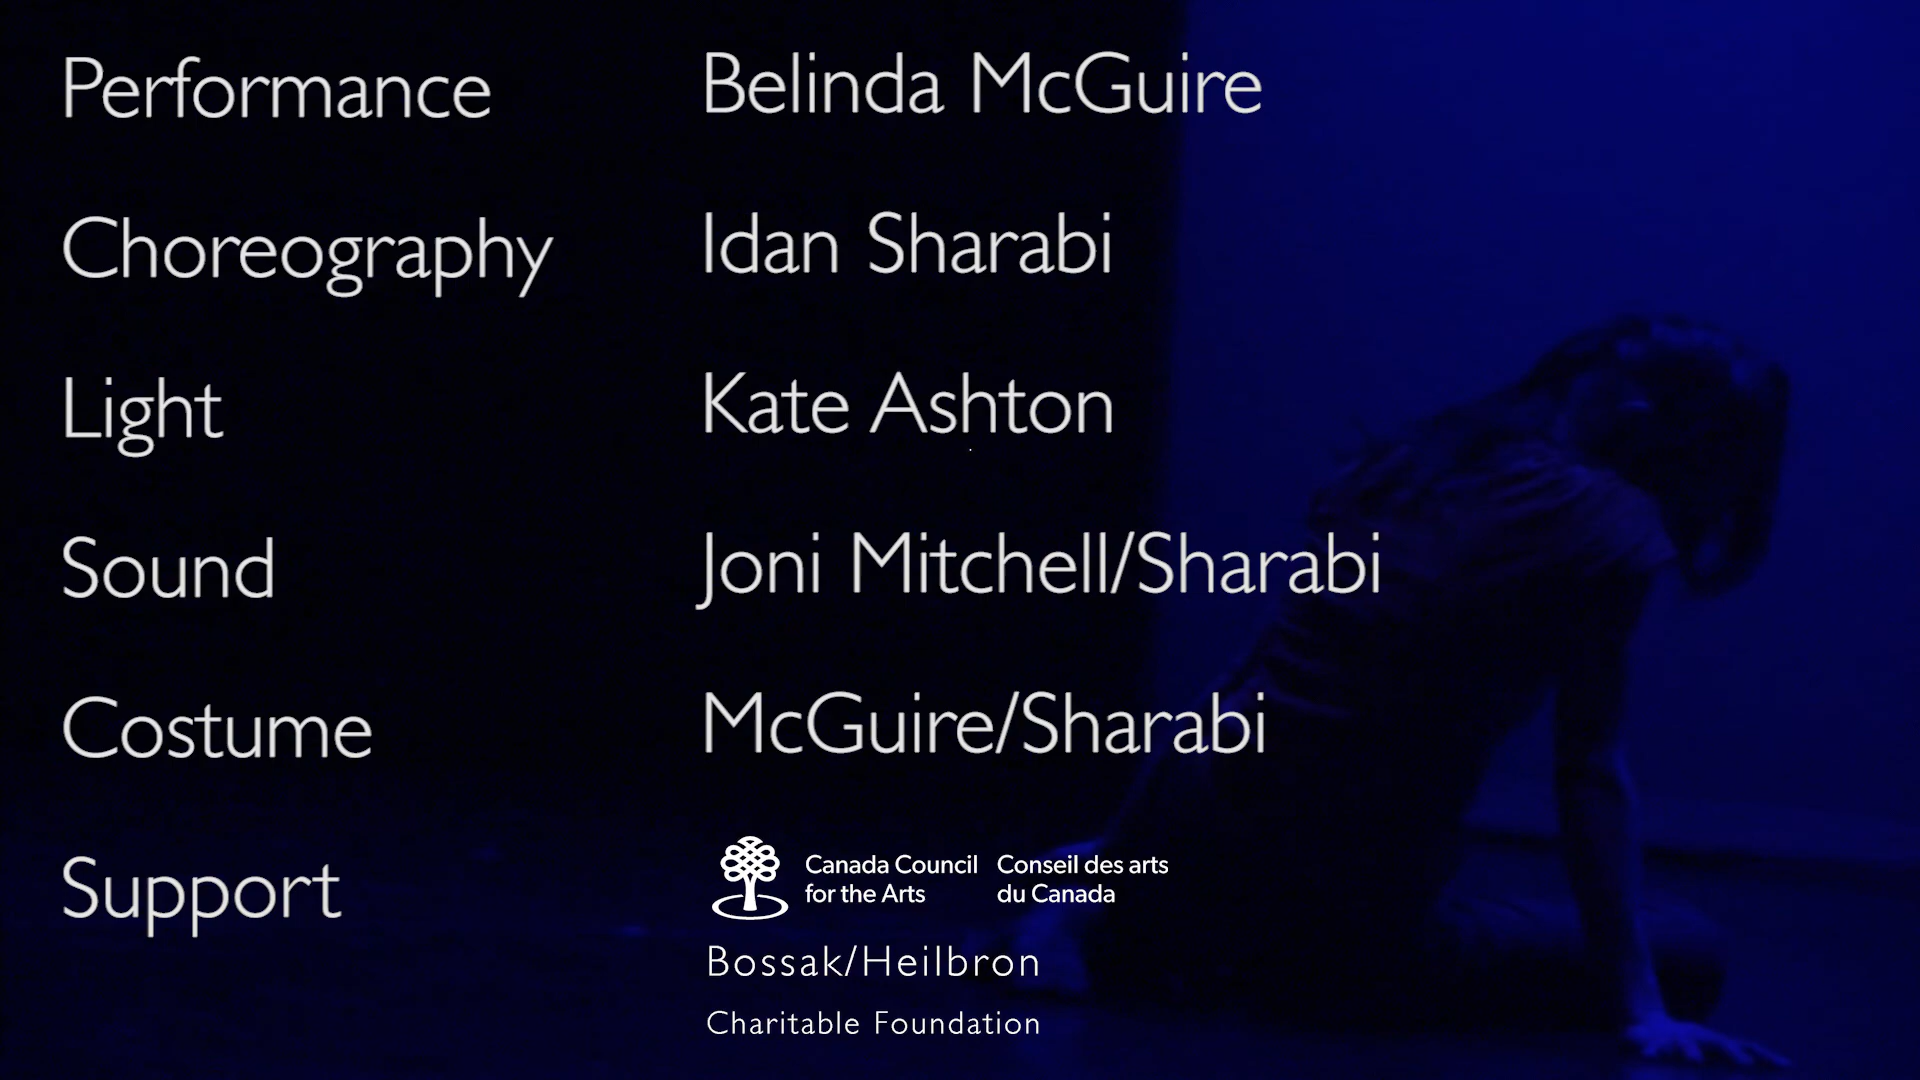 Performance Belinda McGuire
Choreography Idan Sharabi
Light Kate Ashton
Sound Joni Mitchell/Sharabi
Costume McGuire/Sharabi
Support
Canada Council Conseil des arts
for the Arts du Canada
Bossak/Heilbron
Charitable Foundation